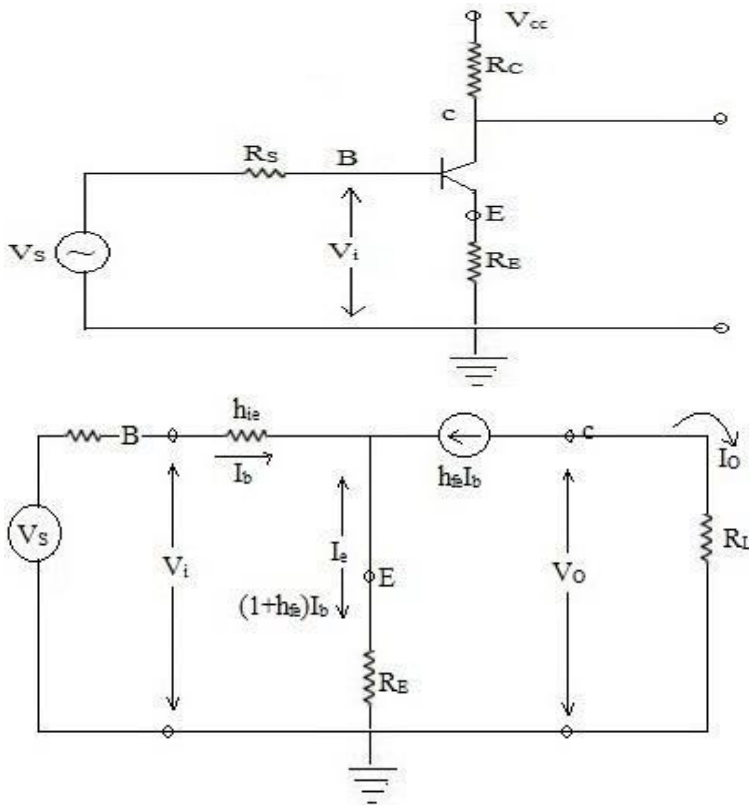 Vcc
RC
c
RS
B
E
VS
Vi
RE
hie
B
c
Ib
hfeIb
IO
VS
Vi
Ie
E
VO
RL
(1+hfe)Ib
RE